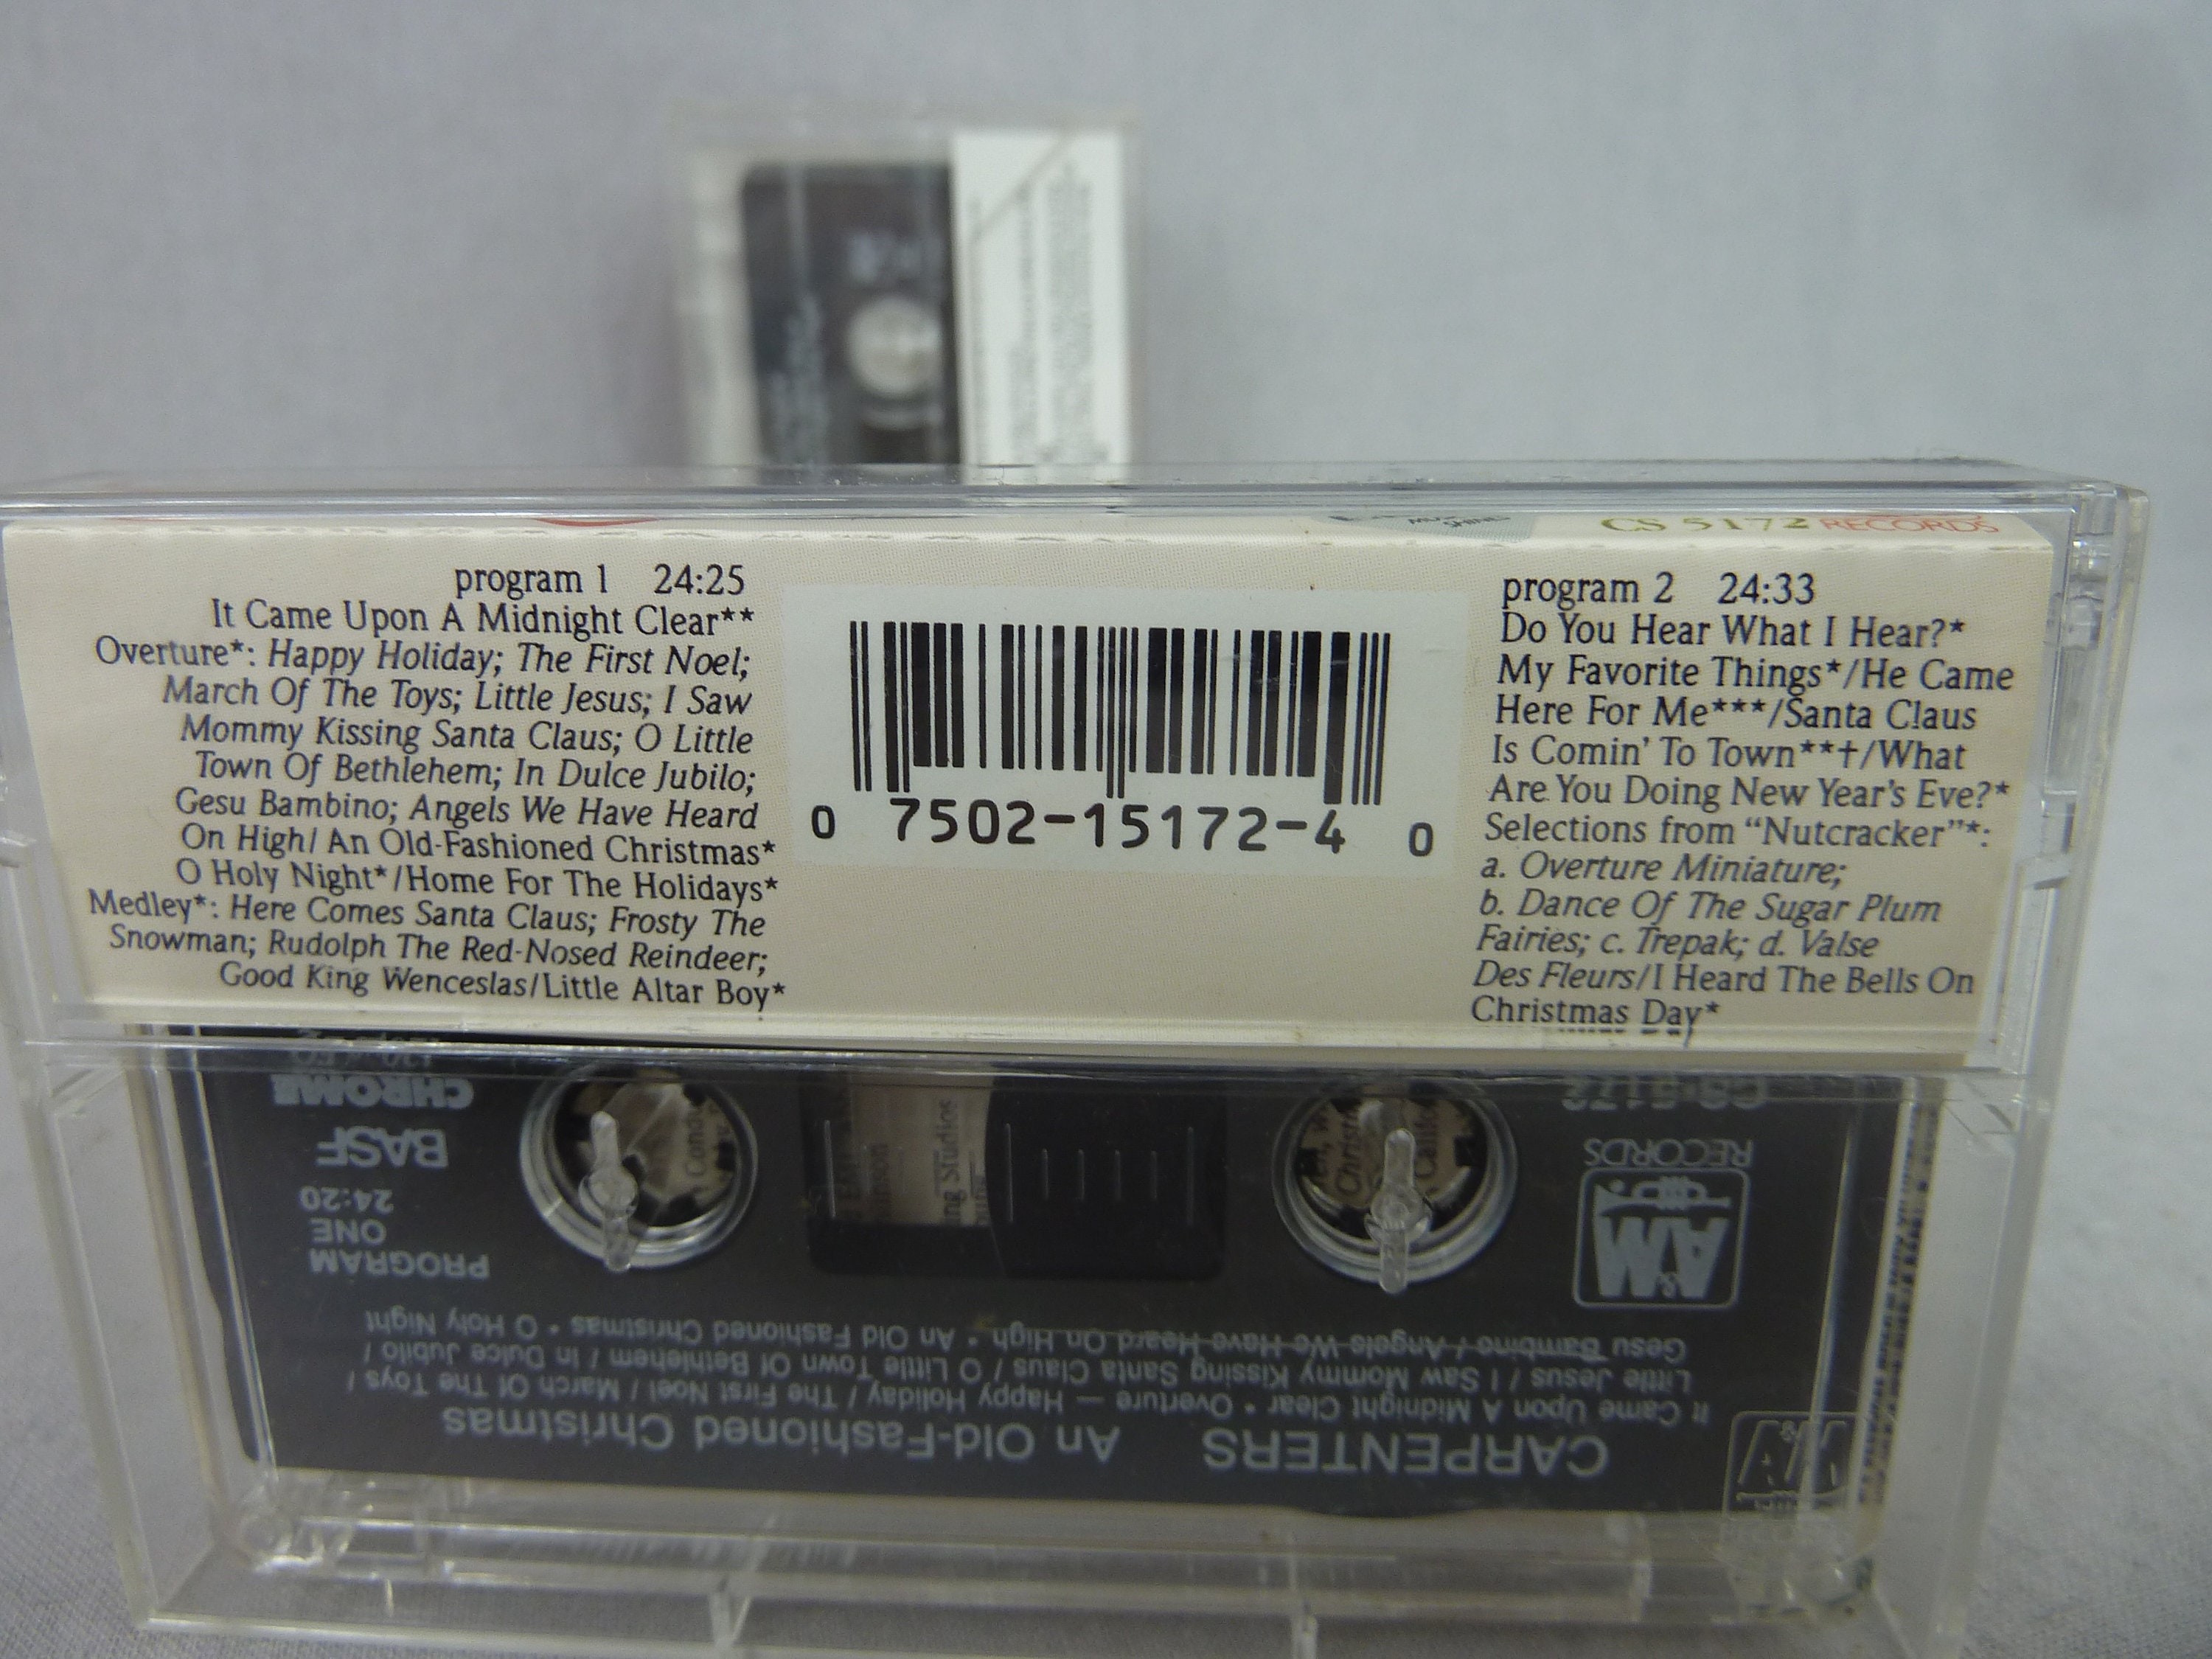 CS 5172 RECORDS
program 1 24:25
It Came Upon A Midnight Clear**
Overture*: Happy Holiday; The First Noel;
March Of The Toys; Little Jesus; I Saw
Mommy Kissing Santa Claus; O Little
Town Of Bethlehem; In Dulce Jubilo;
Gesu Bambino; Angels We Have Heard
On High/ An Old-Fashioned Christmas*
O Holy Night*/Home For The Holidays*
Medley*: Here Comes Santa Claus; Frosty The
Snowman; Rudolph The Red-Nosed Reindeer;
Good King Wenceslas/Little Altar Boy*
0 7502-15172-4 0
program 2 24:33
Do You Hear What I Hear?*
My Favorite Things*/He Came
Here For Me***/Santa Claus
Is Comin' To Town**†/What
Are You Doing New Year's Eve?*
Selections from "Nutcracker"*:
a. Overture Miniature;
b. Dance Of The Sugar Plum
Fairies; c. Trepak; d. Valse
Des Fleurs/I Heard The Bells On
Christmas Day*
CARPENTERS An Old-Fashioned Christmas
It Came Upon A Midnight Clear • Overture — Happy Holiday / The First Noel / March Of The Toys /
Little Jesus / I Saw Mommy Kissing Santa Claus / O Little Town Of Bethlehem / In Dulce Jubilo /
Gesu Bambino / Angels We Have Heard On High • An Old Fashioned Christmas • O Holy Night
A&M
RECORDS
CS-5172
PROGRAM
ONE
24:20
BASF
CHROME
ing Studios
A&M